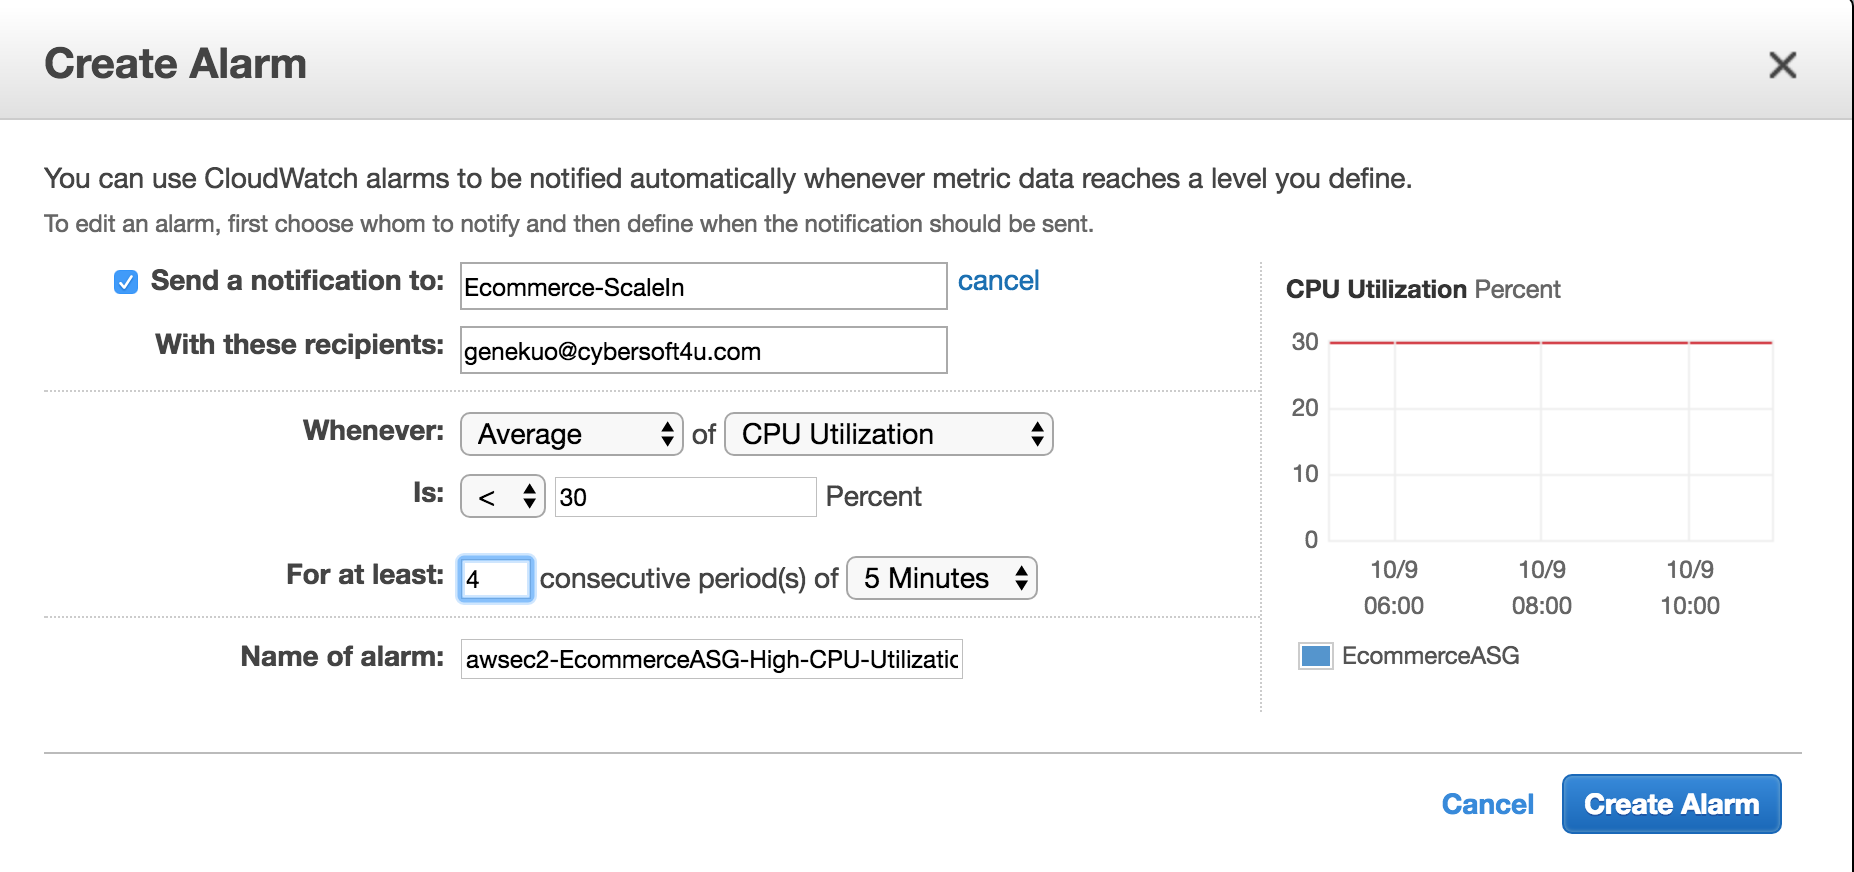 Create Alarm
You can use CloudWatch alarms to be notified automatically whenever metric data reaches a level you define.
To edit an alarm, first choose whom to notify and then define when the notification should be sent.
Send a notification to: Ecommerce-ScaleIn cancel
With these recipients: genekuo@cybersoft4u.com
Whenever: Average of CPU Utilization
Is: < 30 Percent
For at least: 4 consecutive period(s) of 5 Minutes
Name of alarm: awsec2-EcommerceASG-High-CPU-Utilizatic
CPU Utilization Percent
30
20
10
0
10/9 10/9 10/9
06:00 08:00 10:00
EcommerceASG
Cancel Create Alarm